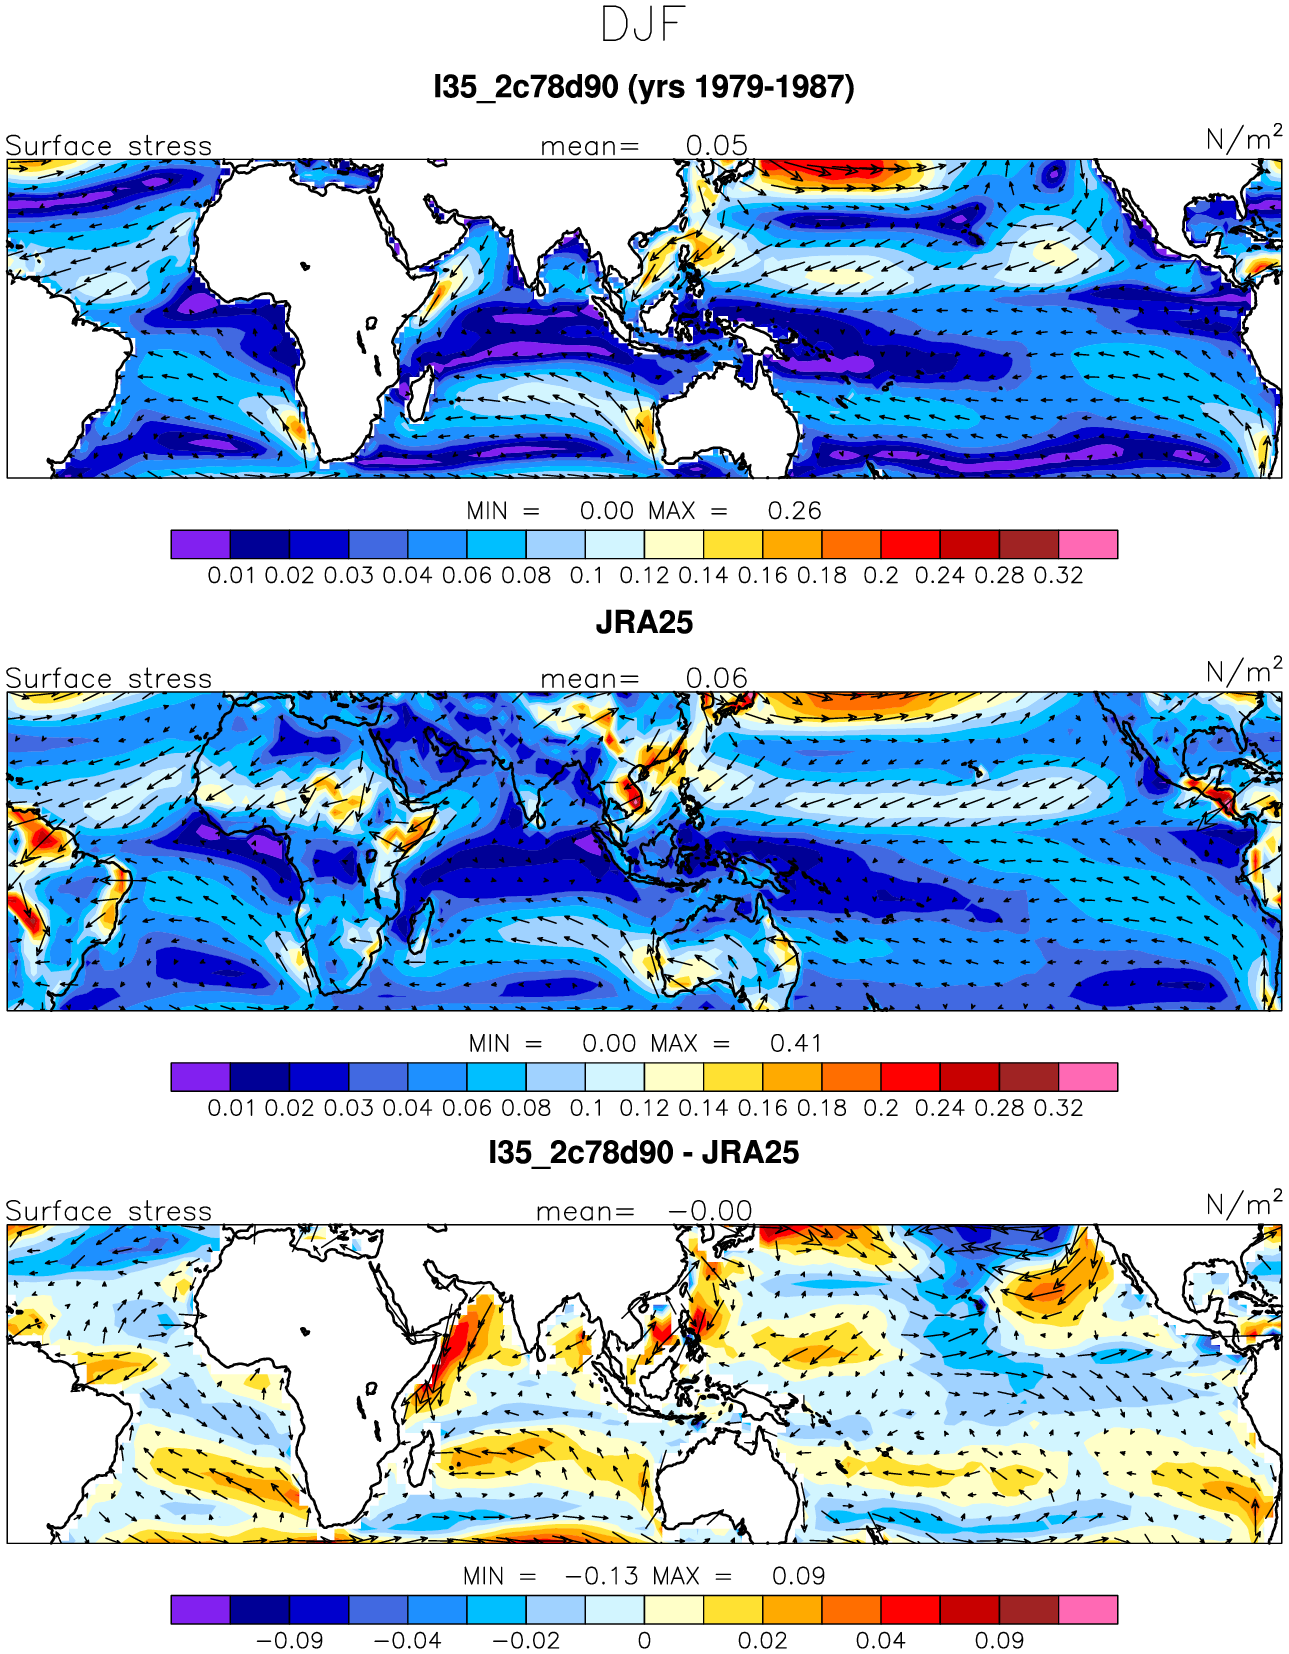 DJF
I35_2c78d90 (yrs 1979-1987)
Surface stress mean= 0.05 N/m²
MIN = 0.00 MAX = 0.26
0.01 0.02 0.03 0.04 0.06 0.08 0.1 0.12 0.14 0.16 0.18 0.2 0.24 0.28 0.32
JRA25
Surface stress mean= 0.06 N/m²
MIN = 0.00 MAX = 0.41
0.01 0.02 0.03 0.04 0.06 0.08 0.1 0.12 0.14 0.16 0.18 0.2 0.24 0.28 0.32
I35_2c78d90 - JRA25
Surface stress mean= −0.00 N/m²
MIN = −0.13 MAX = 0.09
−0.09 −0.04 −0.02 0 0.02 0.04 0.09